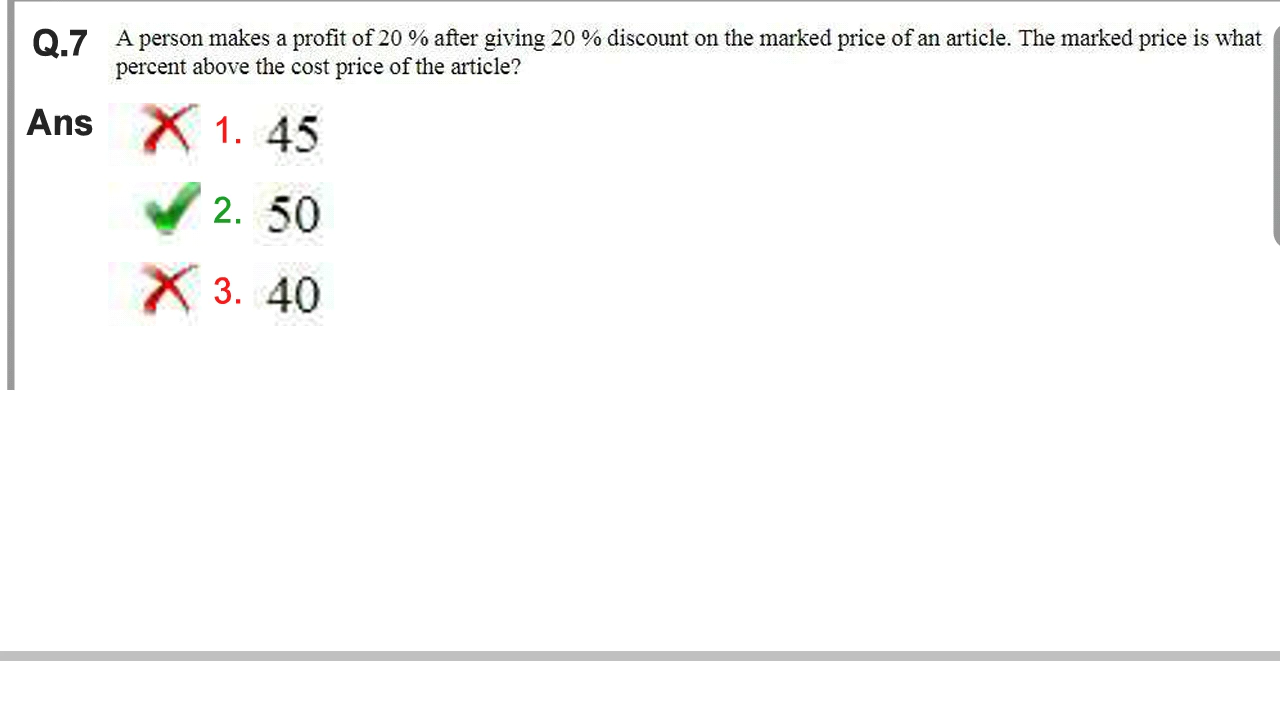 Q.7 A person makes a profit of 20 % after giving 20 % discount on the marked price of an article. The marked price is what
percent above the cost price of the article?
Ans 1. 45
2. 50
3. 40